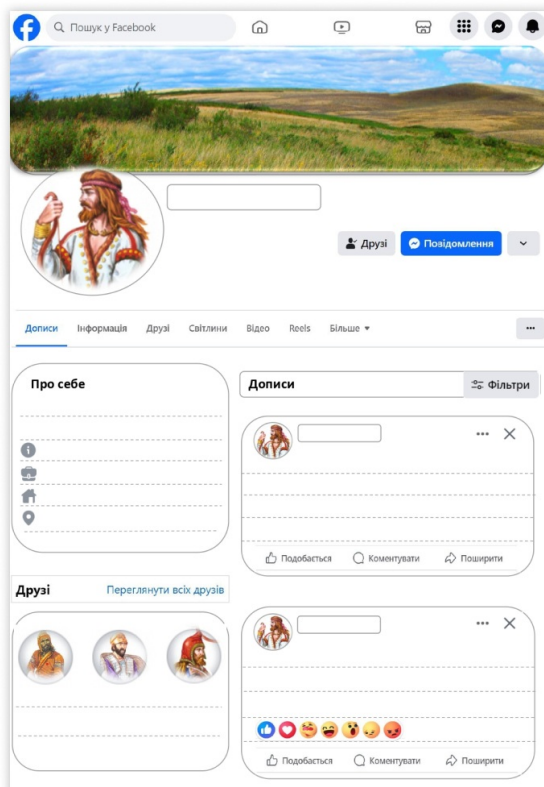 Пошук у Facebook
Друзі
Повідомлення
Дописи Інформація Друзі Світлини Відео Reels Більше
Про себе
Дописи
Фільтри
Подобається Коментувати Поширити
Друзі
Переглянути всіх друзів
Подобається Коментувати Поширити